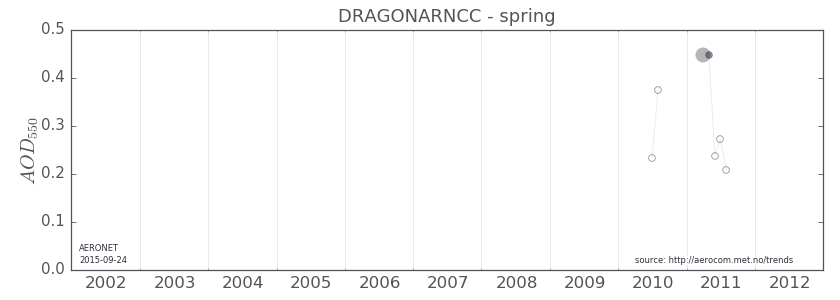 DRAGONARNCC - spring
0.5
0.4
0.3
0.2
0.1
0.0
AOD550
AERONET
2015-09-24
source: http://aerocom.met.no/trends
2002 2003 2004 2005 2006 2007 2008 2009 2010 2011 2012